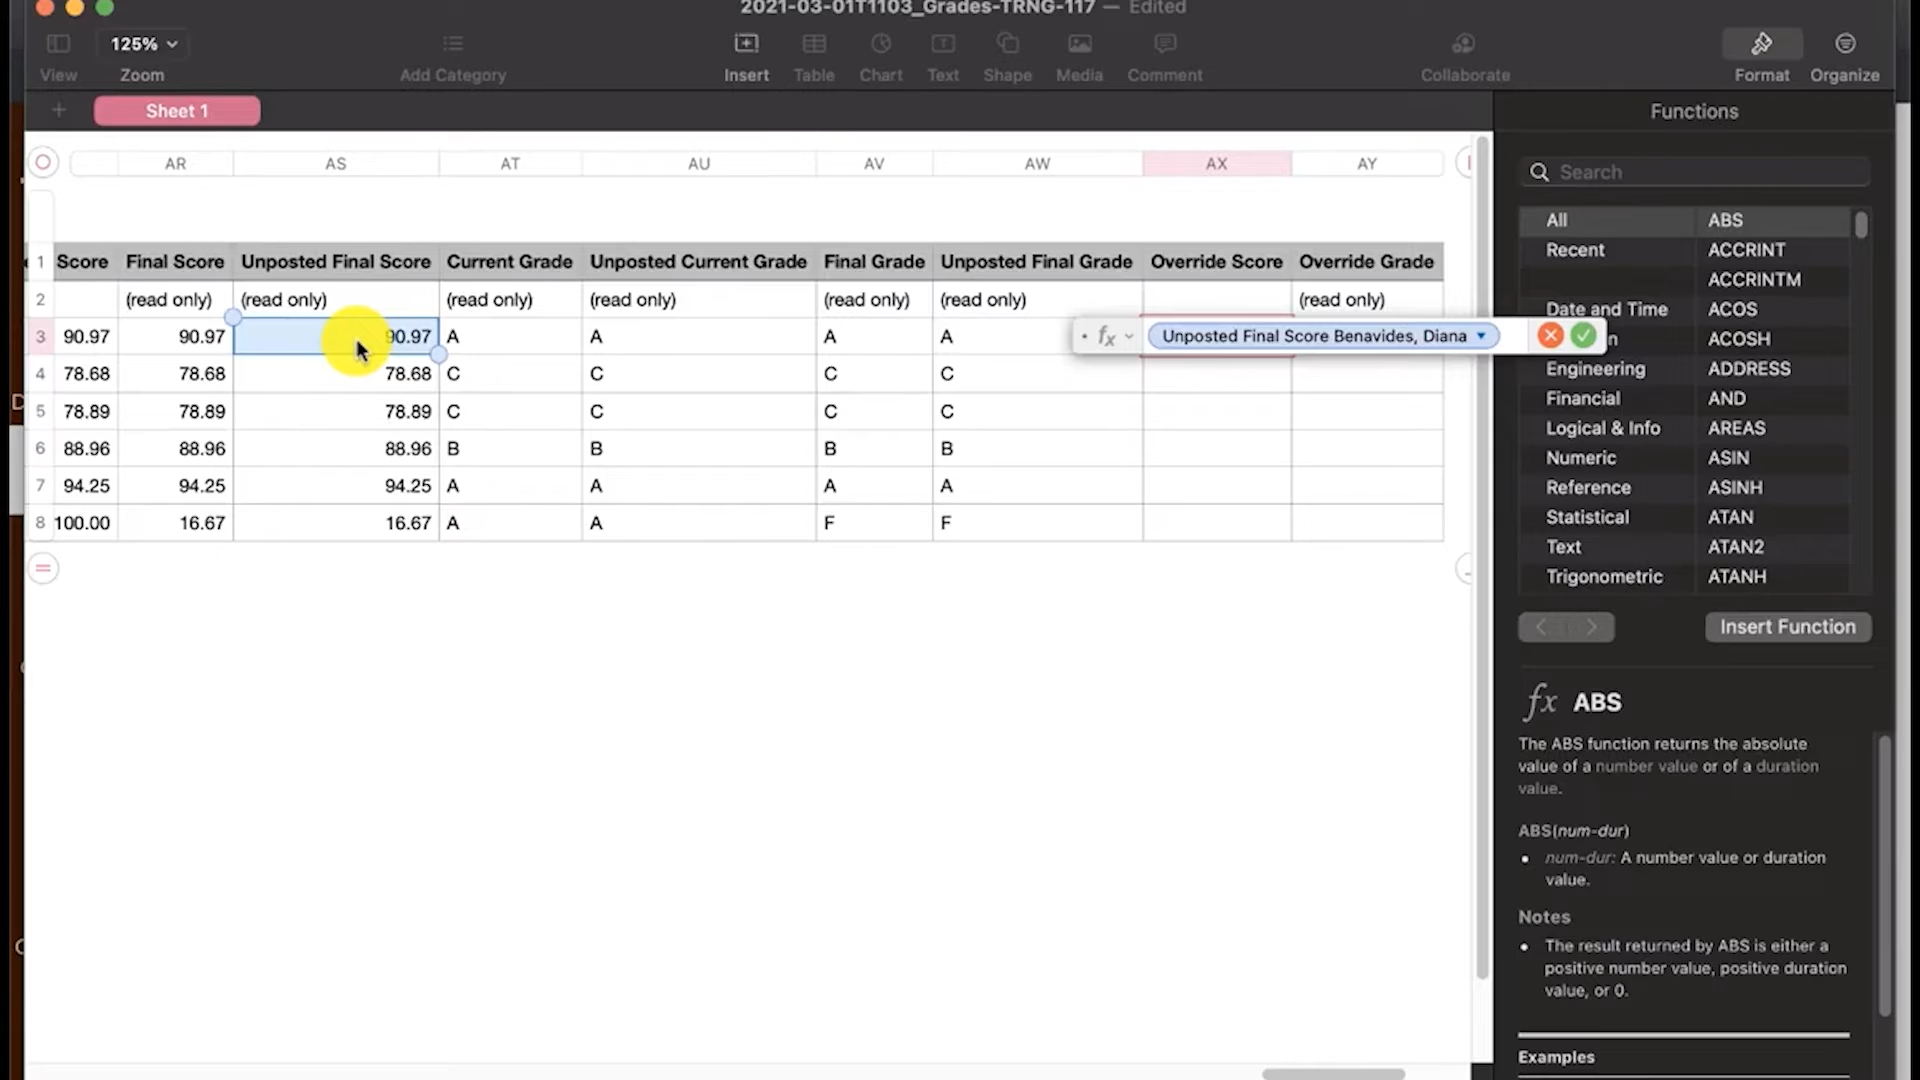 2021-03-01T1103_Grades-TRNG-117 — Edited
125%
View Zoom Add Category Insert Table Chart Text Shape Media Comment Collaborate Format Organize
Sheet 1
Functions
AR AS AT AU AV AW AX AY
Search
1 Score Final Score Unposted Final Score Current Grade Unposted Current Grade Final Grade Unposted Final Grade Override Score Override Grade
2 (read only) (read only) (read only) (read only) (read only) (read only) (read only)
3 90.97 90.97 90.97 A A A A fx Unposted Final Score Benavides, Diana
4 78.68 78.68 78.68 C C C C
5 78.89 78.89 78.89 C C C C
6 88.96 88.96 88.96 B B B B
7 94.25 94.25 94.25 A A A A
8 100.00 16.67 16.67 A A F F
All ABS
Recent ACCRINT
ACCRINTM
Date and Time ACOS
n ACOSH
Engineering ADDRESS
Financial AND
Logical & Info AREAS
Numeric ASIN
Reference ASINH
Statistical ATAN
Text ATAN2
Trigonometric ATANH
Insert Function
fx ABS
The ABS function returns the absolute
value of a number value or of a duration
value.
ABS(num-dur)
• num-dur: A number value or duration
value.
Notes
• The result returned by ABS is either a
positive number value, positive duration
value, or 0.
Examples